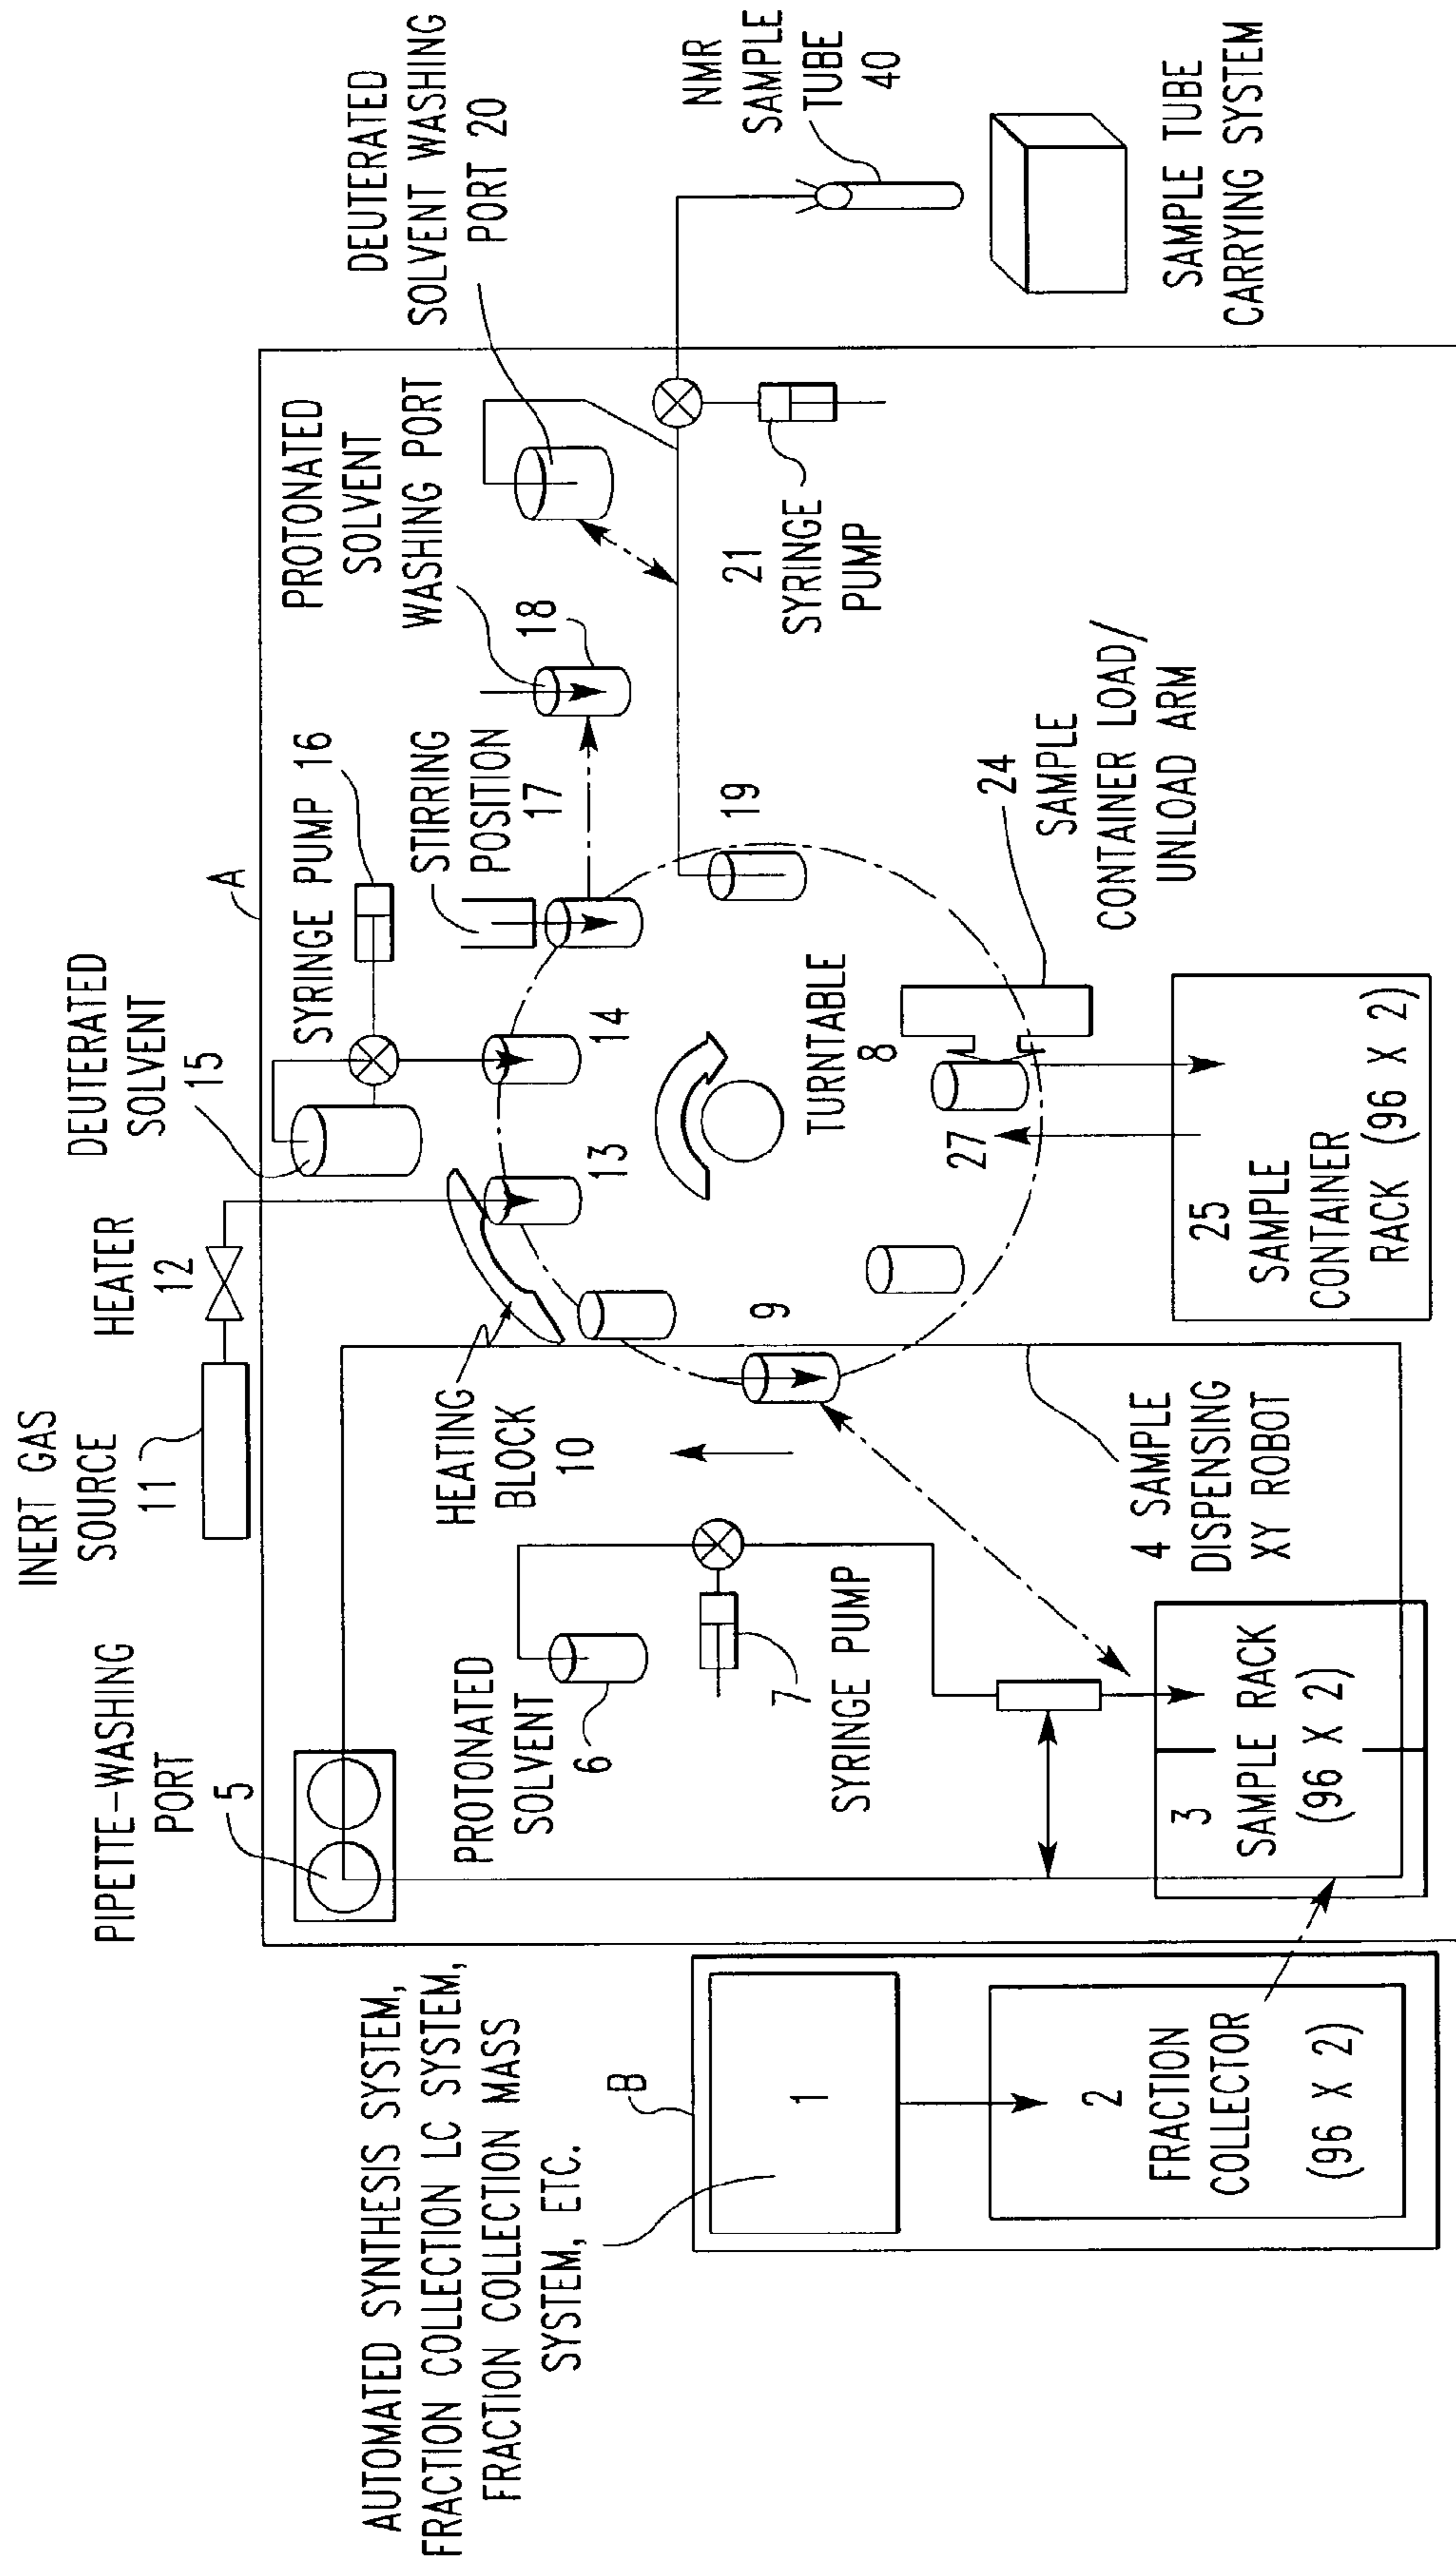 INERT GAS
SOURCE
11
HEATER
12
DEUTERATED
SOLVENT
15
A
PIPETTE-WASHING
PORT
5
SYRINGE PUMP 16
PROTONATED
SOLVENT
WASHING PORT
18
DEUTERATED
SOLVENT WASHING
PORT 20
AUTOMATED SYNTHESIS SYSTEM,
FRACTION COLLECTION LC SYSTEM,
FRACTION COLLECTION MASS
SYSTEM, ETC.
HEATING
BLOCK
10
13
14
STIRRING
POSITION
17
PROTONATED
SOLVENT
6
7
SYRINGE PUMP
9
TURNTABLE
8
19
21
SYRINGE
PUMP
NMR
SAMPLE
TUBE
40
B
1
2
FRACTION
COLLECTOR
(96 X 2)
3
SAMPLE RACK
(96 X 2)
4 SAMPLE
DISPENSING
XY ROBOT
27
24
SAMPLE
CONTAINER LOAD/
UNLOAD ARM
25
SAMPLE
CONTAINER
RACK (96 X 2)
SAMPLE TUBE
CARRYING SYSTEM